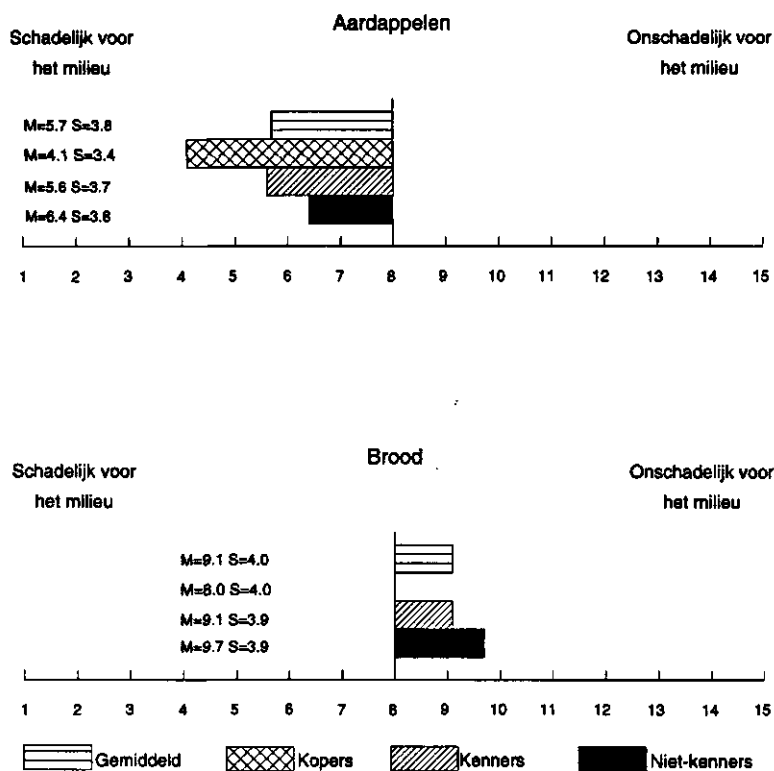 Aardappelen
Schadelijk voor
het milieu
Onschadelijk voor
het milieu
M=5.7 S=3.8
M=4.1 S=3.4
M=5.6 S=3.7
M=6.4 S=3.8
1 2 3 4 5 6 7 8 9 10 11 12 13 14 15
Brood
Schadelijk voor
het milieu
Onschadelijk voor
het milieu
M=9.1 S=4.0
M=8.0 S=4.0
M=9.1 S=3.9
M=9.7 S=3.9
1 2 3 4 5 6 7 8 9 10 11 12 13 14 15
Gemiddeld Kopers Kenners Niet-kenners